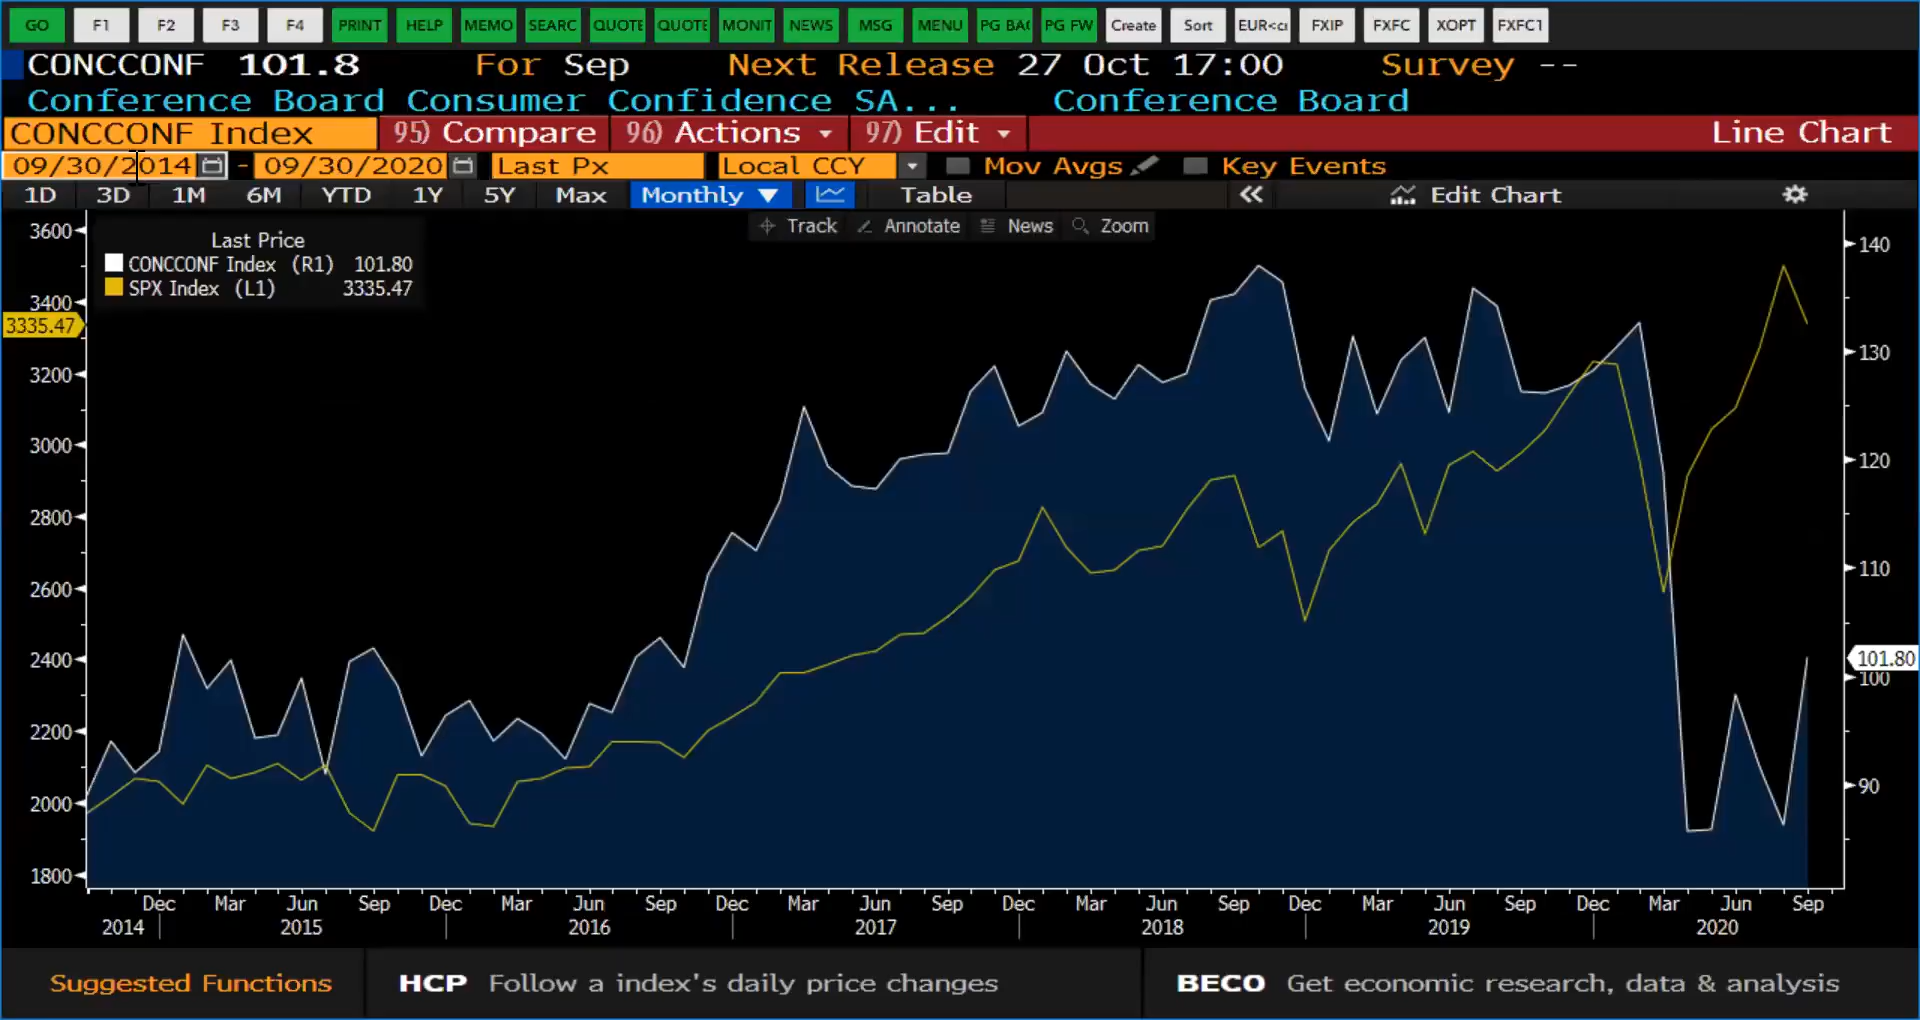 GO F1 F2 F3 F4 PRINT HELP MEMO SEARC QUOTE QUOTE MONIT NEWS MSG MENU PG BA PG FW Create Sort EUR<c FXIP FXFC XOPT FXFC1
CONCCONF 101.8 For Sep Next Release 27 Oct 17:00 Survey --
Conference Board Consumer Confidence SA... Conference Board
CONCCONF Index 95) Compare 96) Actions 97) Edit Line Chart
09/30/2014 - 09/30/2020 Last Px Local CCY Mov Avgs Key Events
1D 3D 1M 6M YTD 1Y 5Y Max Monthly Table Edit Chart
Track Annotate News Zoom
Last Price
CONCCONF Index (R1) 101.80
SPX Index (L1) 3335.47
3600
3400
3335.47
3200
3000
2800
2600
2400
2200
2000
1800
140
130
120
110
101.80
100
90
Dec Mar Jun Sep Dec Mar Jun Sep Dec Mar Jun Sep Dec Mar Jun Sep Dec Mar Jun Sep Dec Mar Jun Sep
2014 2015 2016 2017 2018 2019 2020
Suggested Functions HCP Follow a index's daily price changes BECO Get economic research, data & analysis